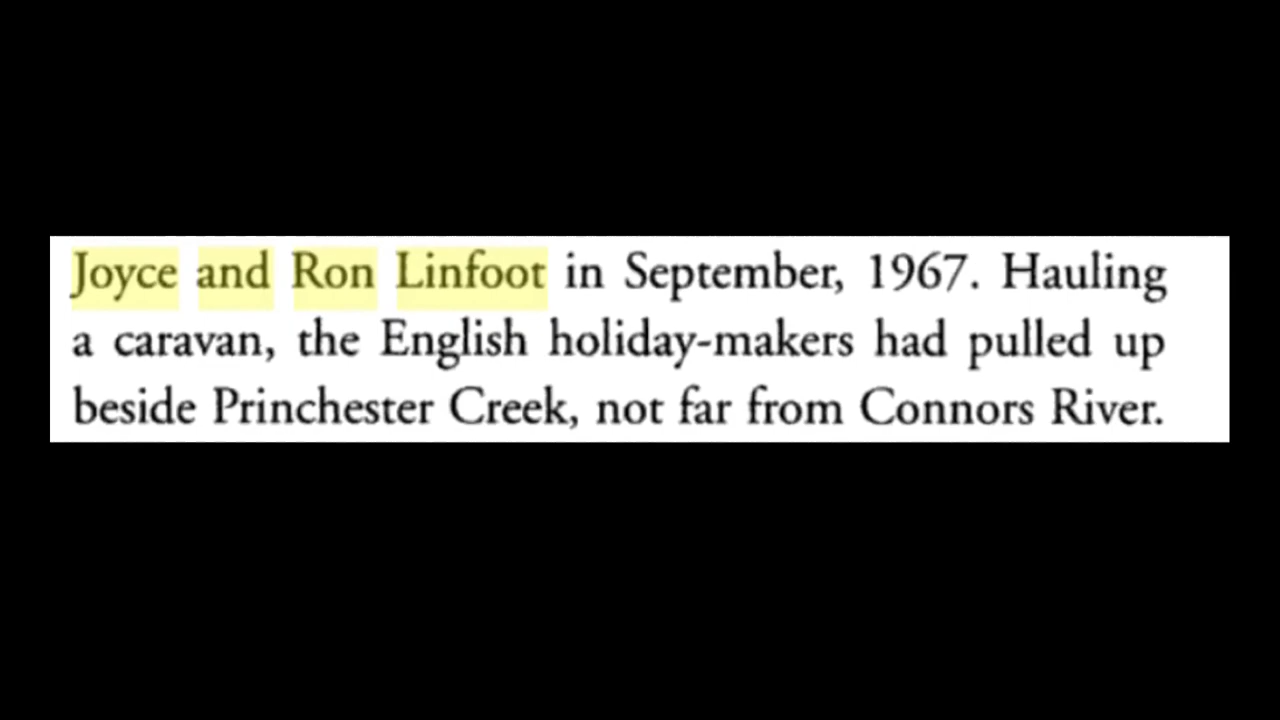 Joyce and Ron Linfoot in September, 1967. Hauling
a caravan, the English holiday-makers had pulled up
beside Princhester Creek, not far from Connors River.